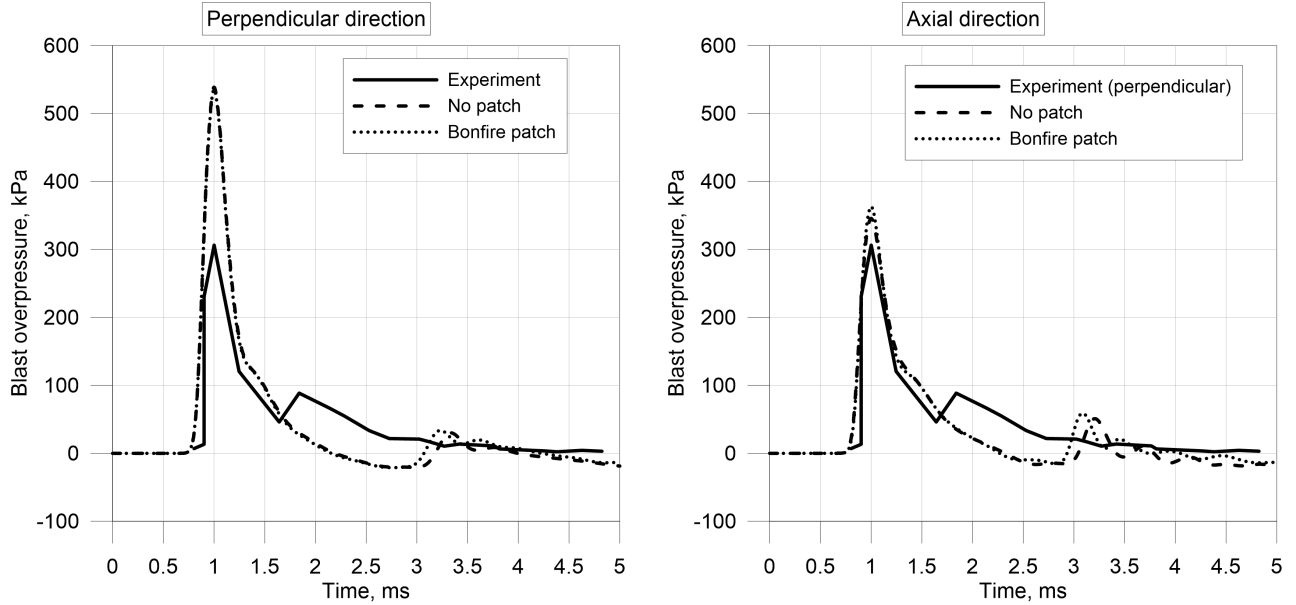 Perpendicular direction
600
500
400
300
200
100
0
-100
Blast overpressure, kPa
Experiment
No patch
Bonfire patch
0 0.5 1 1.5 2 2.5 3 3.5 4 4.5 5
Time, ms
Axial direction
600
500
400
300
200
100
0
-100
Blast overpressure, kPa
Experiment (perpendicular)
No patch
Bonfire patch
0 0.5 1 1.5 2 2.5 3 3.5 4 4.5 5
Time, ms